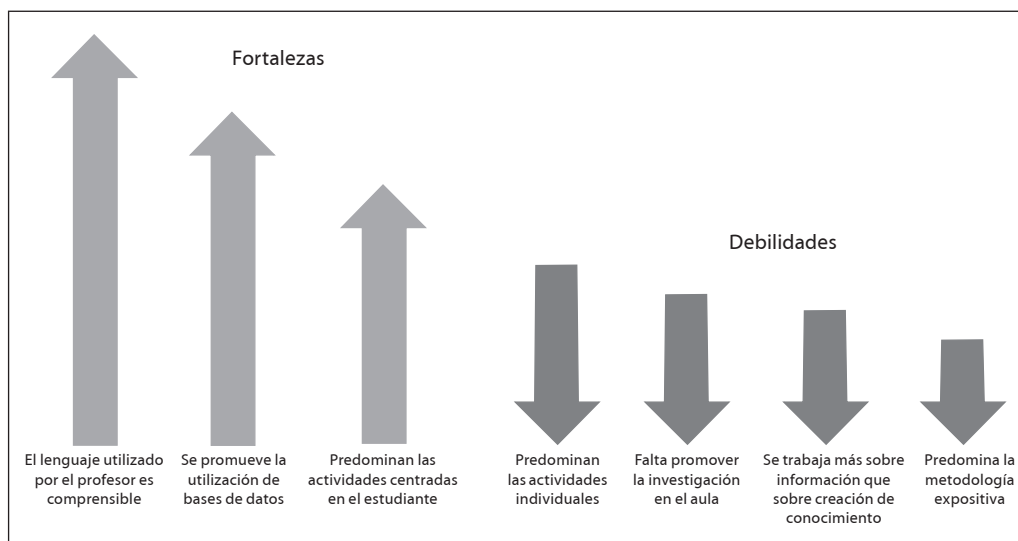 Fortalezas
Debilidades
El lenguaje utilizado
por el profesor es
comprensible
Se promueve la
utilización de
bases de datos
Predominan las
actividades centradas
en el estudiante
Predominan
las actividades
individuales
Falta promover
la investigación
en el aula
Se trabaja más sobre
información que
sobre creación de
conocimiento
Predomina la
metodología
expositiva